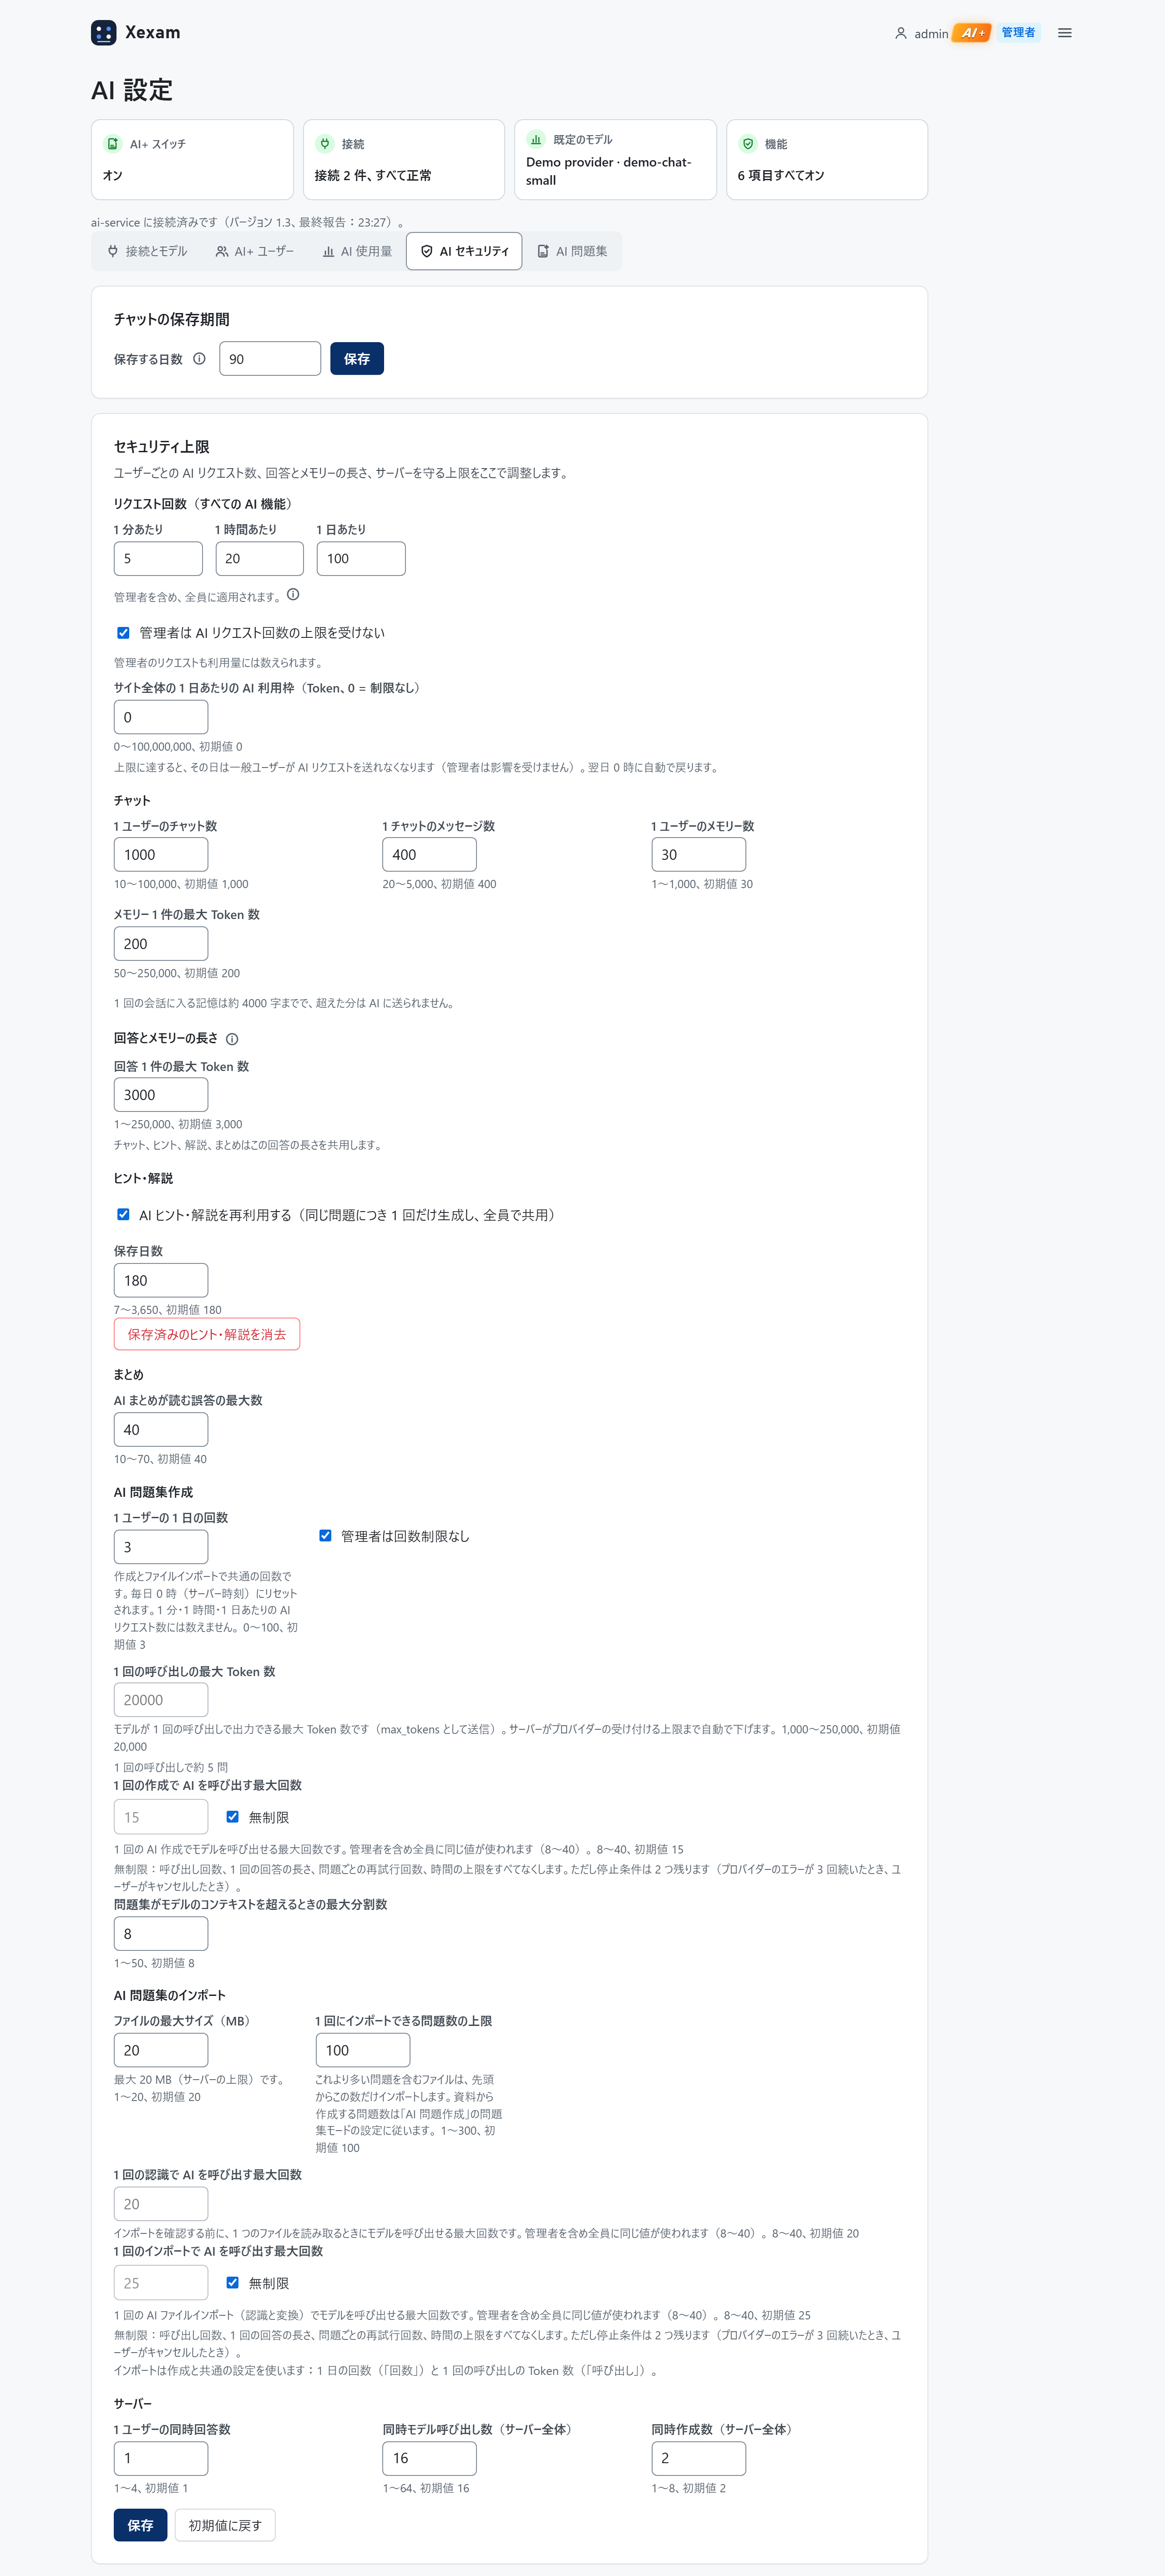 Xexam
admin AI+ 管理者
AI 設定
AI+ スイッチ
オン
接続
接続 2 件、すべて正常
既定のモデル
Demo provider · demo-chat-
small
機能
6 項目すべてオン
ai-service に接続済みです（バージョン 1.3、最終報告：23:27）。
接続とモデル AI+ ユーザー AI 使用量 AI セキュリティ AI 問題集
チャットの保存期間
保存する日数 90 保存
セキュリティ上限
ユーザーごとの AI リクエスト数、回答とメモリーの長さ、サーバーを守る上限をここで調整します。
リクエスト回数（すべての AI 機能）
1 分あたり 1 時間あたり 1 日あたり
5 20 100
管理者を含め、全員に適用されます。
管理者は AI リクエスト回数の上限を受けない
管理者のリクエストも利用量には数えられます。
サイト全体の 1 日あたりの AI 利用枠（Token、0 = 制限なし）
0
0～100,000,000、初期値 0
上限に達すると、その日は一般ユーザーが AI リクエストを送れなくなります（管理者は影響を受けません）。翌日 0 時に自動で戻ります。
チャット
1 ユーザーのチャット数 1 チャットのメッセージ数 1 ユーザーのメモリー数
1000 400 30
10～100,000、初期値 1,000 20～5,000、初期値 400 1～1,000、初期値 30
メモリー 1 件の最大 Token 数
200
50～250,000、初期値 200
1 回の会話に入る記憶は約 4000 字までで、超えた分は AI に送られません。
回答とメモリーの長さ
回答 1 件の最大 Token 数
3000
1～250,000、初期値 3,000
チャット、ヒント、解説、まとめはこの回答の長さを共用します。
ヒント・解説
AI ヒント・解説を再利用する（同じ問題につき 1 回だけ生成し、全員で共用）
保存日数
180
7～3,650、初期値 180
保存済みのヒント・解説を消去
まとめ
AI まとめが読む誤答の最大数
40
10～70、初期値 40
AI 問題集作成
1 ユーザーの 1 日の回数
3 管理者は回数制限なし
作成とファイルインポートで共通の回数で
す。毎日 0 時（サーバー時刻）にリセット
されます。1 分・1 時間・1 日あたりの AI
リクエスト数には数えません。 0～100、初
期値 3
1 回の呼び出しの最大 Token 数
20000
モデルが 1 回の呼び出しで出力できる最大 Token 数です（max_tokens として送信）。サーバーがプロバイダーの受け付ける上限まで自動で下げます。 1,000～250,000、初期値
20,000
1 回の呼び出しで約 5 問
1 回の作成で AI を呼び出す最大回数
15 無制限
1 回の AI 作成でモデルを呼び出せる最大回数です。管理者を含め全員に同じ値が使われます（8～40）。 8～40、初期値 15
無制限：呼び出し回数、1 回の回答の長さ、問題ごとの再試行回数、時間の上限をすべてなくします。ただし停止条件は 2 つ残ります（プロバイダーのエラーが 3 回続いたとき、ユ
ーザーがキャンセルしたとき）。
問題集がモデルのコンテキストを超えるときの最大分割数
8
1～50、初期値 8
AI 問題集のインポート
ファイルの最大サイズ（MB） 1 回にインポートできる問題数の上限
20 100
最大 20 MB（サーバーの上限）です。
1～20、初期値 20
これより多い問題を含むファイルは、先頭
からこの数だけインポートします。資料から
作成する問題数は「AI 問題作成」の問題
集モードの設定に従います。 1～300、初
期値 100
1 回の認識で AI を呼び出す最大回数
20
インポートを確認する前に、1 つのファイルを読み取るときにモデルを呼び出せる最大回数です。管理者を含め全員に同じ値が使われます（8～40）。 8～40、初期値 20
1 回のインポートで AI を呼び出す最大回数
25 無制限
1 回の AI ファイルインポート（認識と変換）でモデルを呼び出せる最大回数です。管理者を含め全員に同じ値が使われます（8～40）。 8～40、初期値 25
無制限：呼び出し回数、1 回の回答の長さ、問題ごとの再試行回数、時間の上限をすべてなくします。ただし停止条件は 2 つ残ります（プロバイダーのエラーが 3 回続いたとき、ユ
ーザーがキャンセルしたとき）。
インポートは作成と共通の設定を使います：1 日の回数（「回数」）と 1 回の呼び出しの Token 数（「呼び出し」）。
サーバー
1 ユーザーの同時回答数 同時モデル呼び出し数（サーバー全体） 同時作成数（サーバー全体）
1 16 2
1～4、初期値 1 1～64、初期値 16 1～8、初期値 2
保存 初期値に戻す